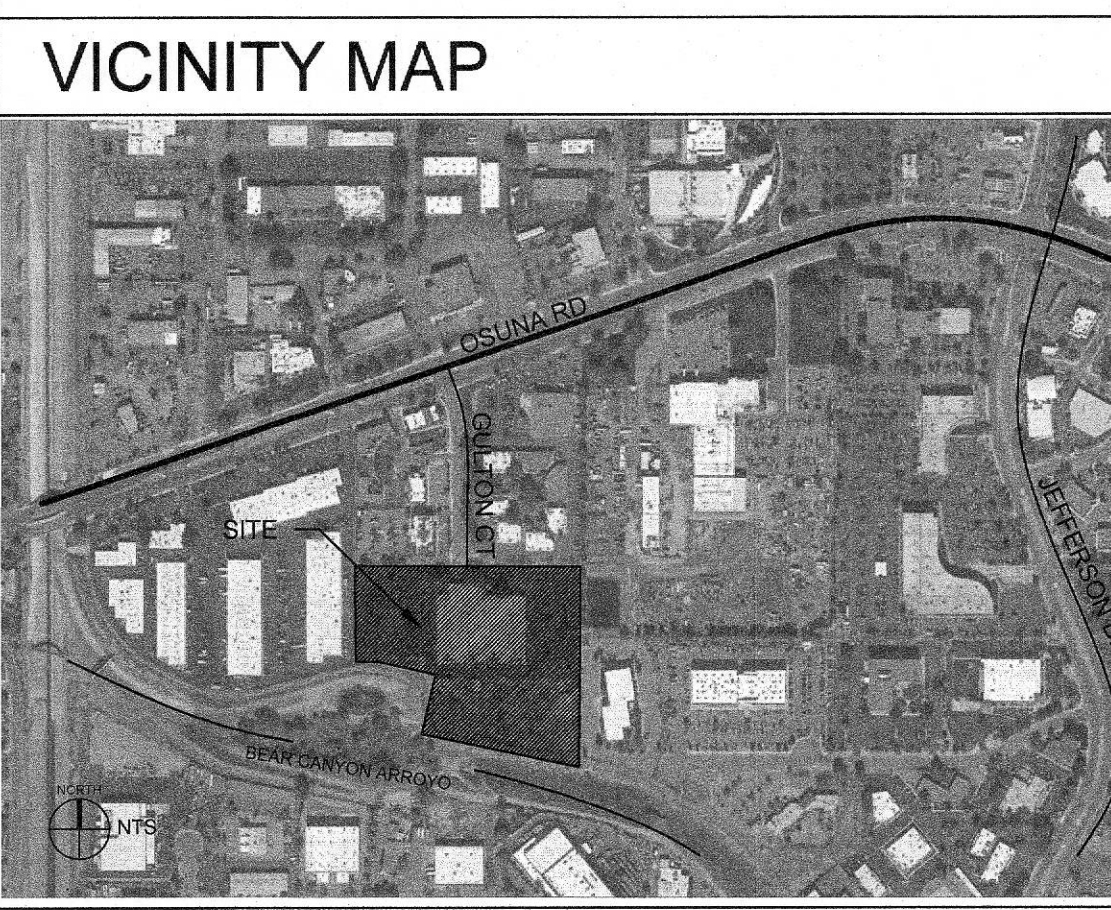 VICINITY MAP
OSUNA RD
GULTON CT
SITE
JEFFERSON
BEAR CANYON ARROYO
NORTH
NTS